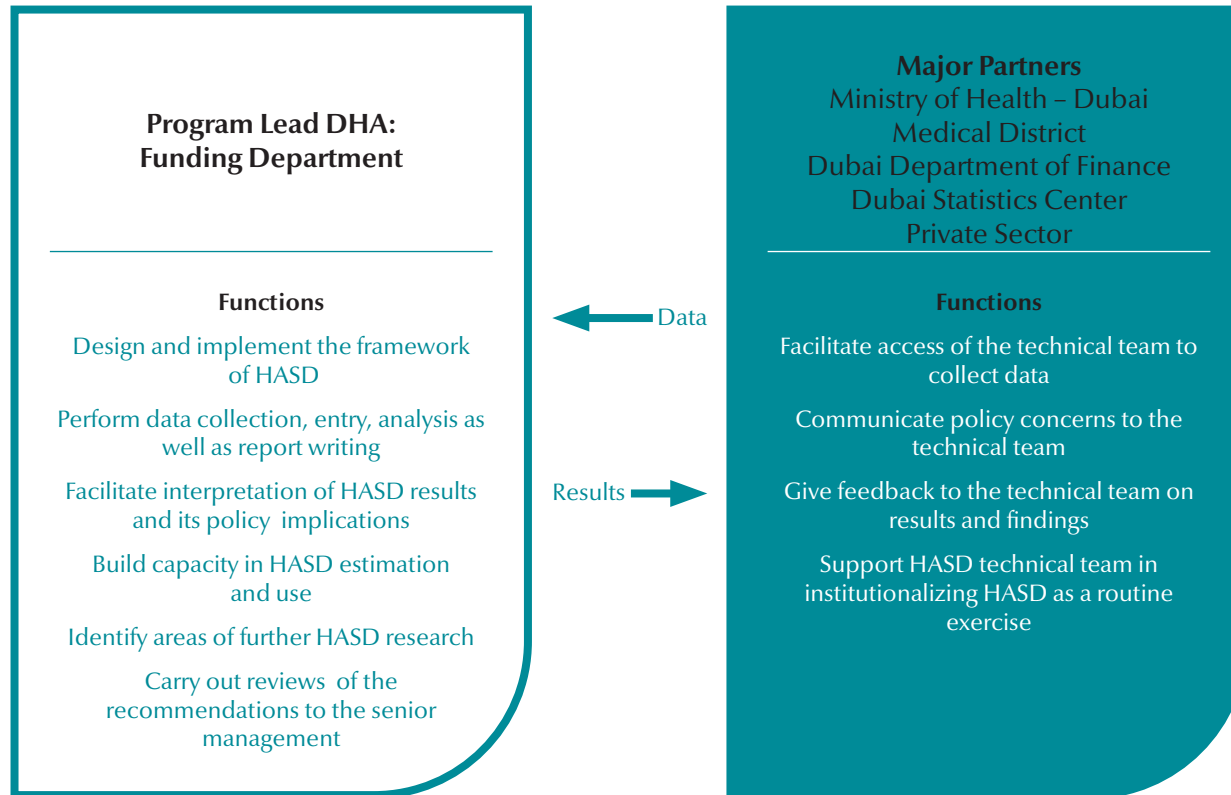 Program Lead DHA:
Funding Department
Functions
Design and implement the framework
of HASD
Perform data collection, entry, analysis as
well as report writing
Facilitate interpretation of HASD results
and its policy implications
Build capacity in HASD estimation
and use
Identify areas of further HASD research
Carry out reviews of the
recommendations to the senior
management
Data
Results
Major Partners
Ministry of Health – Dubai
Medical District
Dubai Department of Finance
Dubai Statistics Center
Private Sector
Functions
Facilitate access of the technical team to
collect data
Communicate policy concerns to the
technical team
Give feedback to the technical team on
results and findings
Support HASD technical team in
institutionalizing HASD as a routine
exercise